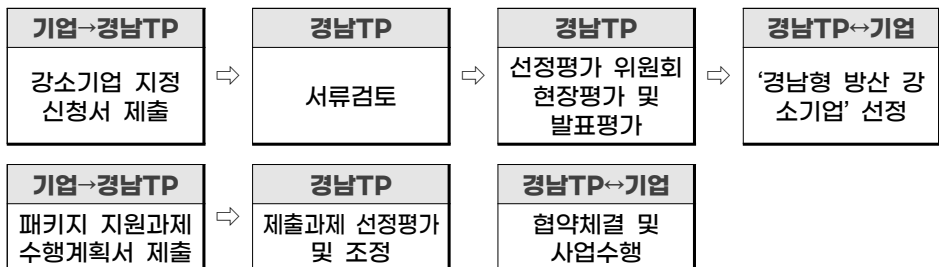 기업→경남TP
강소기업 지정
신청서 제출
⇨
경남TP
서류검토
⇨
경남TP
선정평가 위원회
현장평가 및
발표평가
⇨
경남TP↔기업
‘경남형 방산 강
소기업’ 선정
기업→경남TP
패키지 지원과제
수행계획서 제출
⇨
경남TP
제출과제 선정평가
및 조정
경남TP↔기업
협약체결 및
사업수행